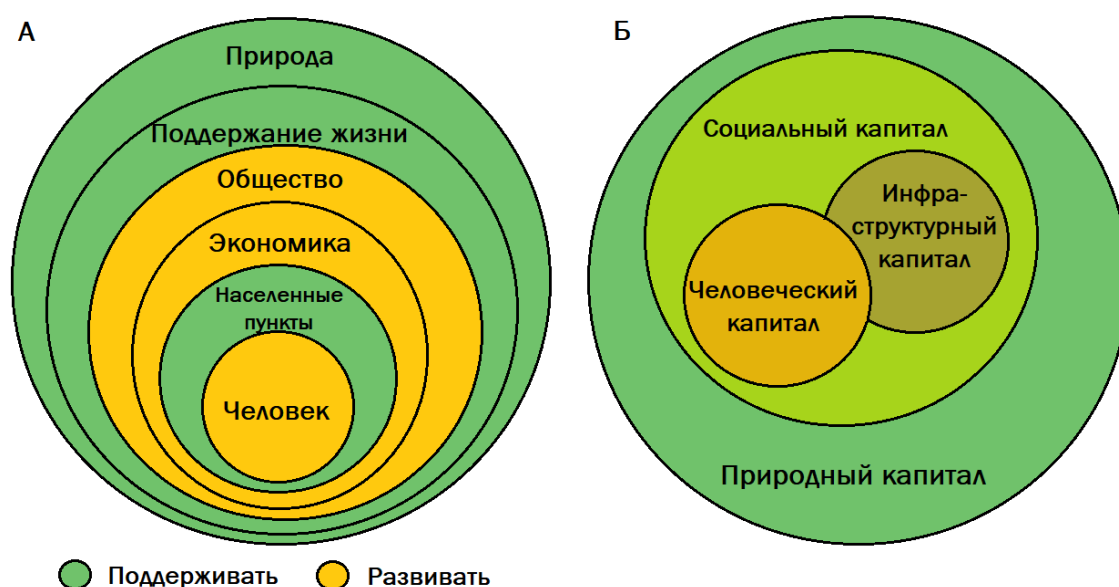 А
Природа
Поддержание жизни
Общество
Экономика
Населенные
пункты
Человек
Поддерживать
Развивать
Б
Социальный капитал
Инфра-
структурный
капитал
Человеческий
капитал
Природный капитал